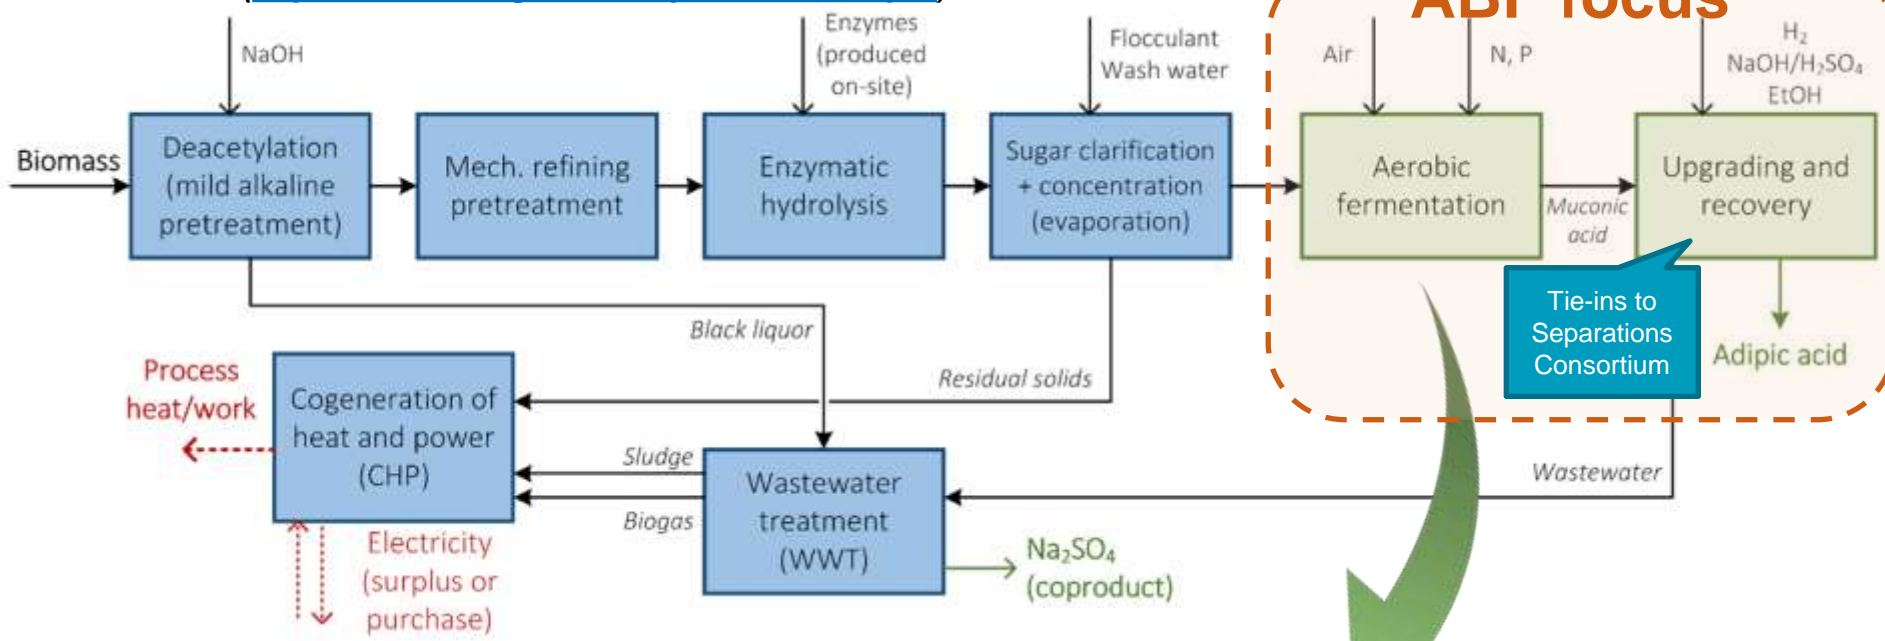 ABF focus
NaOH
Enzymes
(produced
on-site)
Flocculant
Wash water
Air
N, P
H₂
NaOH/H₂SO₄
EtOH
Biomass
Deacetylation
(mild alkaline
pretreatment)
Mech. refining
pretreatment
Enzymatic
hydrolysis
Sugar clarification
+ concentration
(evaporation)
Aerobic
fermentation
Muconic
acid
Upgrading and
recovery
Tie-ins to
Separations
Consortium
Adipic acid
Black liquor
Residual solids
Process
heat/work
Cogeneration of
heat and power
(CHP)
Sludge
Biogas
Wastewater
treatment
(WWT)
Wastewater
Electricity
(surplus or
purchase)
Na₂SO₄
(coproduct)